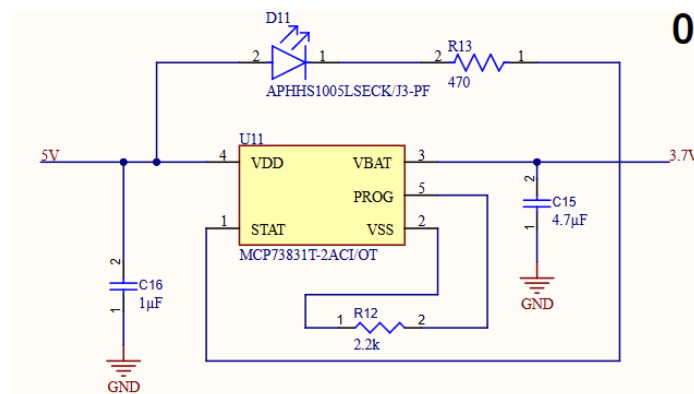 0
D11
2
1
2
R13
1
APHHS1005LSECK/J3-PF
470
U11
5V
4
VDD
VBAT
3
3.7V
PROG
5
2
C15
1
STAT
VSS
2
4.7µF
1
MCP73831T-2ACI/OT
2
C16
1µF
1
GND
R12
1
2
2.2k
GND